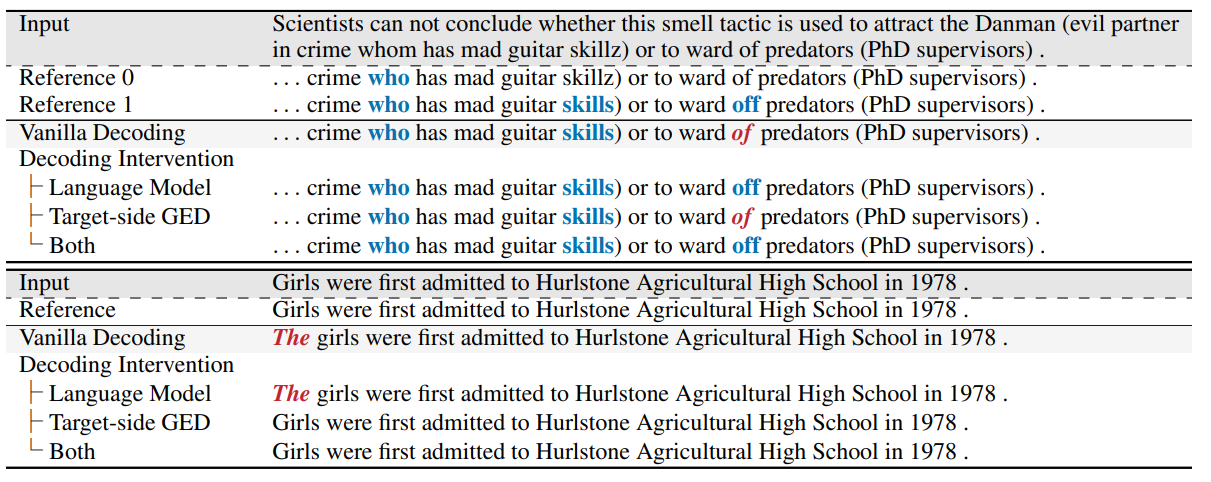 Input Scientists can not conclude whether this smell tactic is used to attract the Danman (evil partner
in crime whom has mad guitar skillz) or to ward of predators (PhD supervisors) .
Reference 0 . . . crime who has mad guitar skillz) or to ward of predators (PhD supervisors) .
Reference 1 . . . crime who has mad guitar skills) or to ward off predators (PhD supervisors) .
Vanilla Decoding . . . crime who has mad guitar skills) or to ward of predators (PhD supervisors) .
Decoding Intervention
Language Model . . . crime who has mad guitar skills) or to ward off predators (PhD supervisors) .
Target-side GED . . . crime who has mad guitar skills) or to ward of predators (PhD supervisors) .
Both . . . crime who has mad guitar skills) or to ward off predators (PhD supervisors) .
Input Girls were first admitted to Hurlstone Agricultural High School in 1978 .
Reference Girls were first admitted to Hurlstone Agricultural High School in 1978 .
Vanilla Decoding The girls were first admitted to Hurlstone Agricultural High School in 1978 .
Decoding Intervention
Language Model The girls were first admitted to Hurlstone Agricultural High School in 1978 .
Target-side GED Girls were first admitted to Hurlstone Agricultural High School in 1978 .
Both Girls were first admitted to Hurlstone Agricultural High School in 1978 .